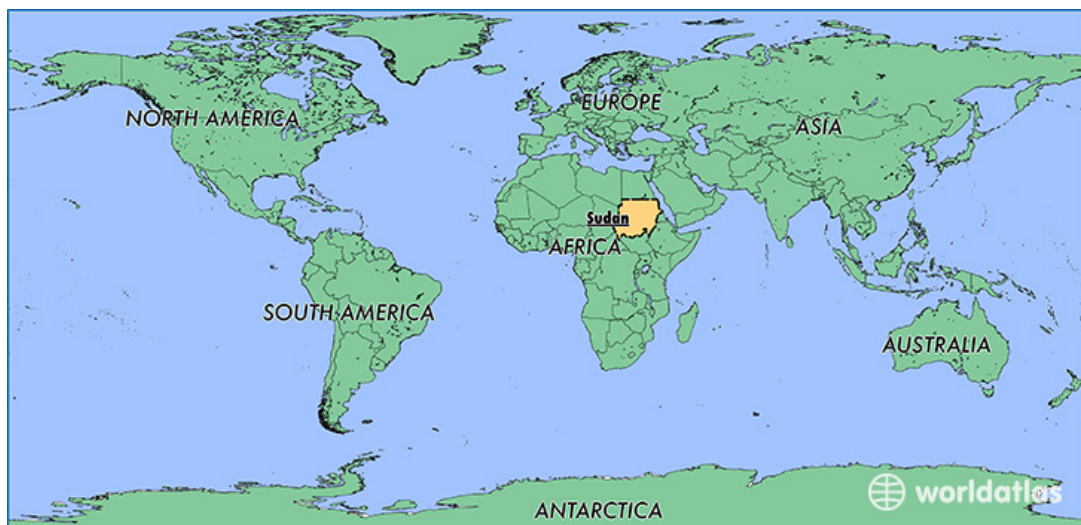 NORTH AMERICA
EUROPE
ASIA
Sudan
AFRICA
SOUTH AMERICA
AUSTRALIA
worldatlas
ANTARCTICA